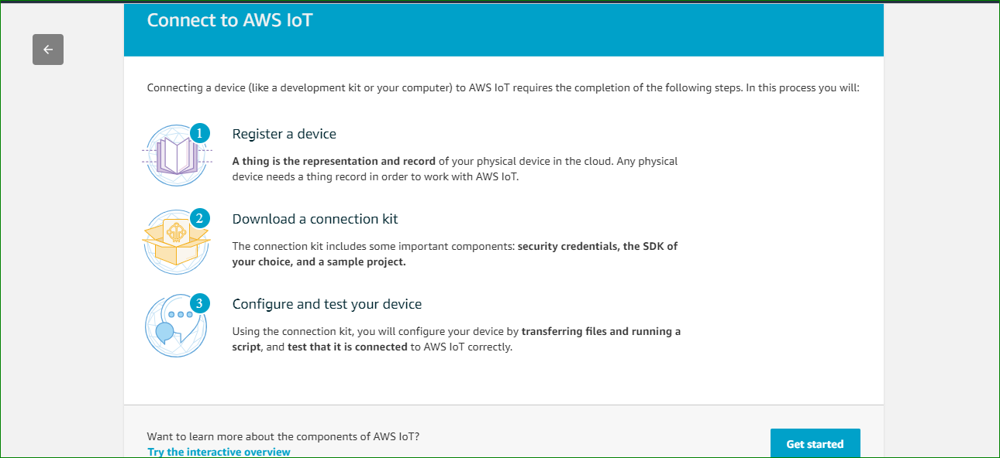 Connect to AWS IoT
Connecting a device (like a development kit or your computer) to AWS IoT requires the completion of the following steps. In this process you will:
1
Register a device
A thing is the representation and record of your physical device in the cloud. Any physical
device needs a thing record in order to work with AWS IoT.
2
Download a connection kit
The connection kit includes some important components: security credentials, the SDK of
your choice, and a sample project.
3
Configure and test your device
Using the connection kit, you will configure your device by transferring files and running a
script, and test that it is connected to AWS IoT correctly.
Want to learn more about the components of AWS IoT?
Try the interactive overview
Get started